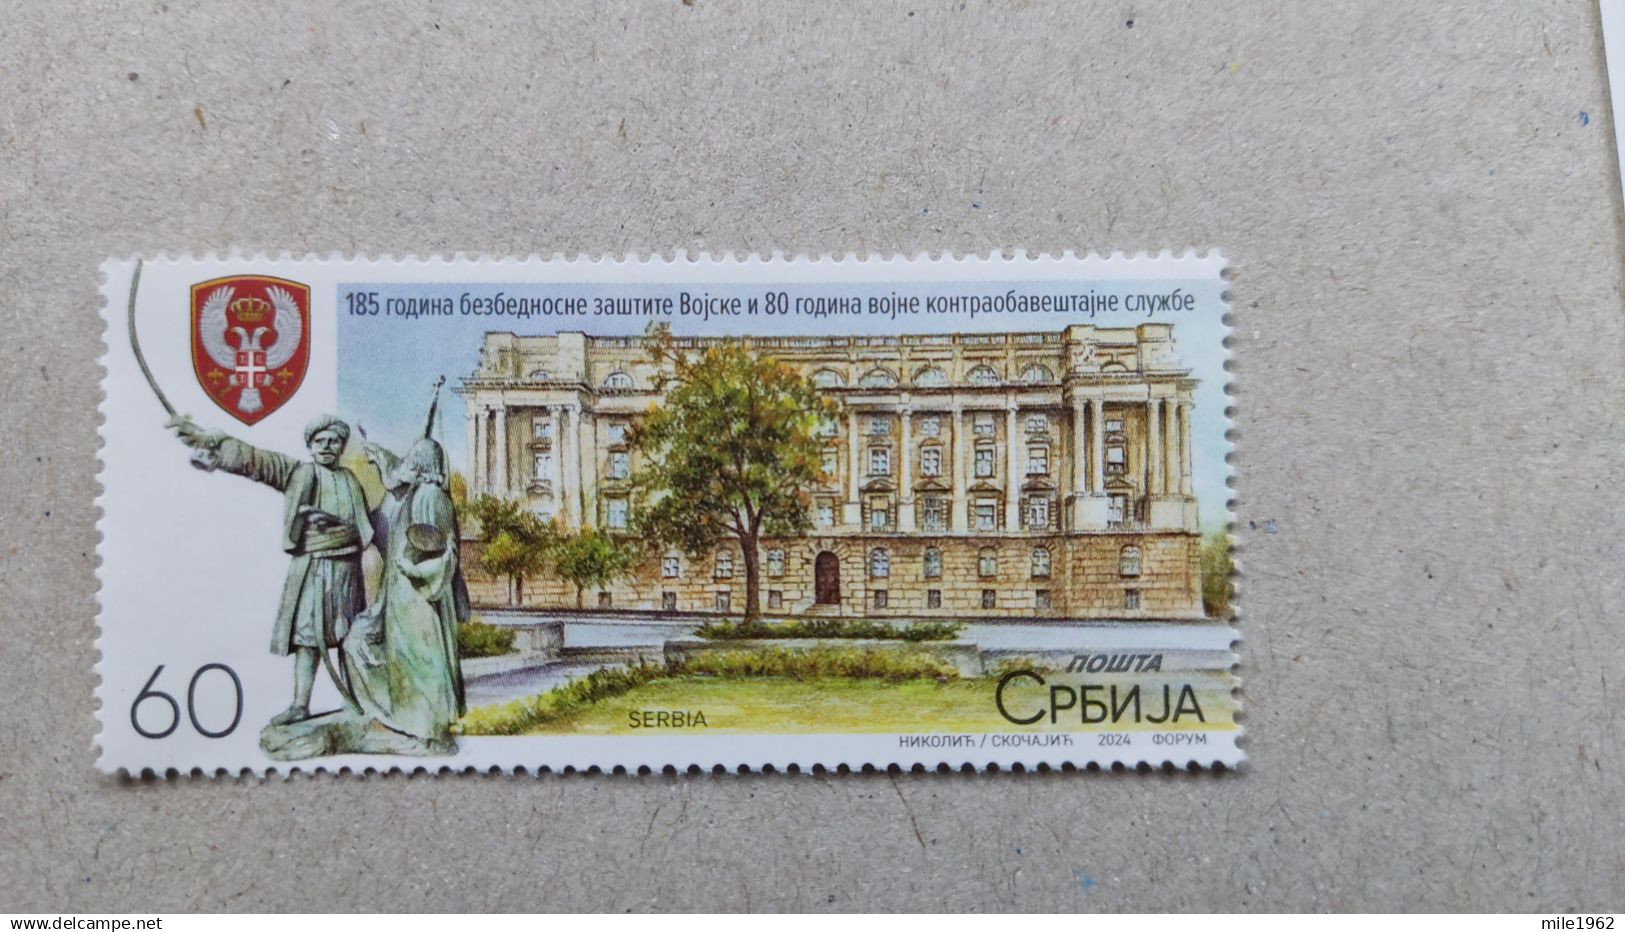 185 година безбедносне заштите Војске и 80 година војне контраобавештајне службе
60
SERBIA
ПОШТА
СРБИЈА
НИКОЛИЋ / СКОЧАЈИЋ 2024 ФОРУМ
delcampe.net
mile1962